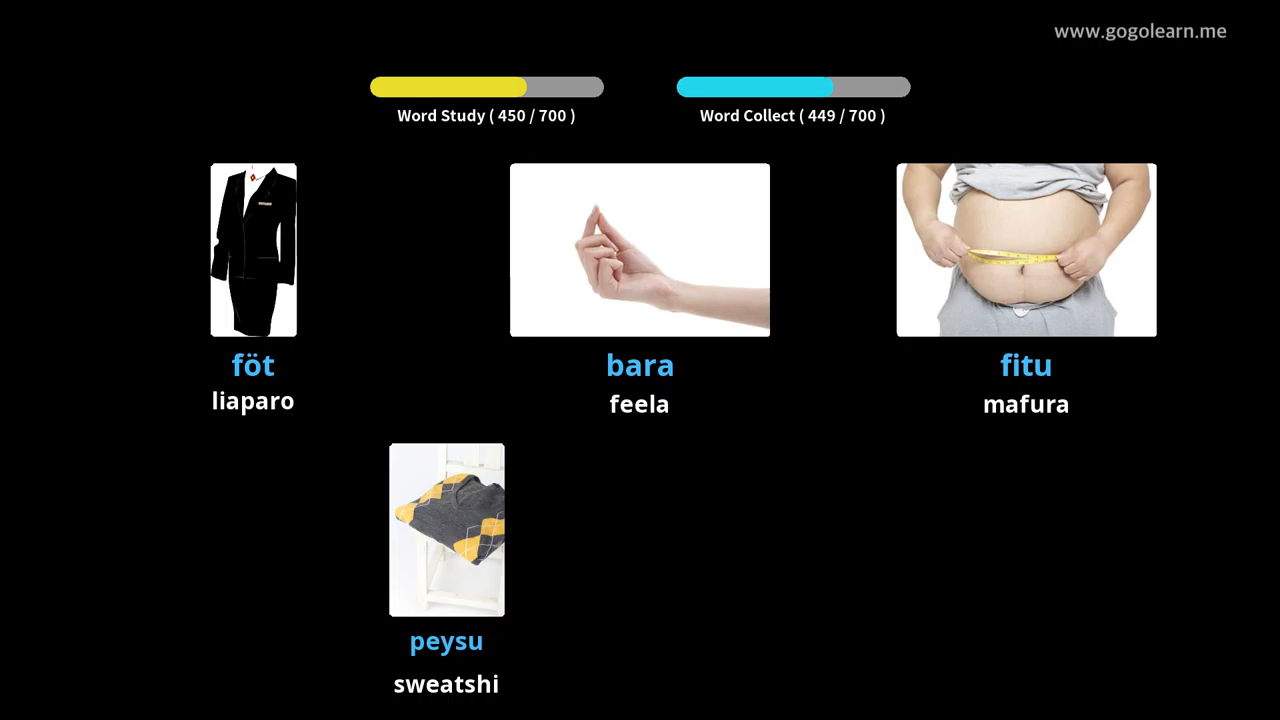 www.gogolearn.me
Word Study ( 450 / 700 )
Word Collect ( 449 / 700 )
föt
liaparo
bara
feela
fitu
mafura
peysu
sweatshi